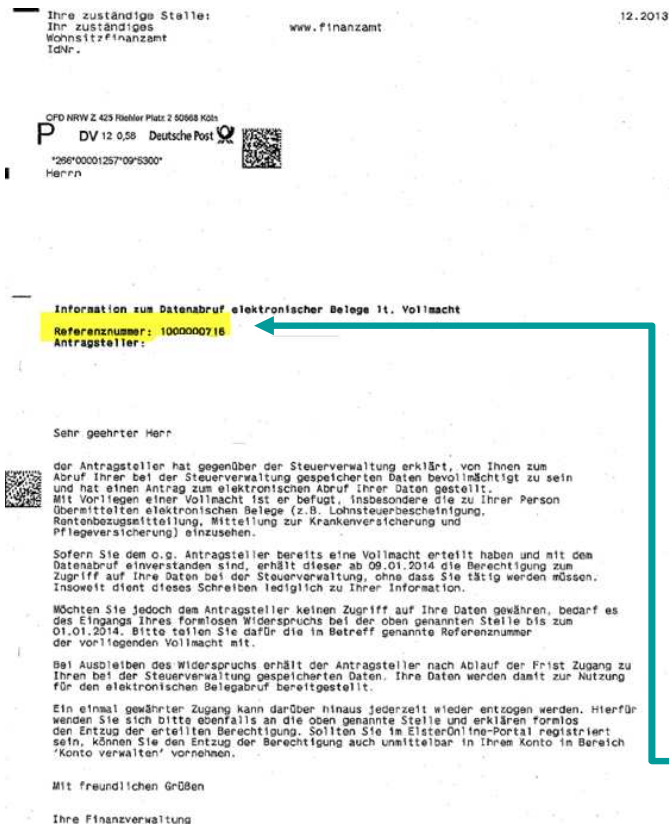 Ihre zuständige Stelle:
12.2013
Ihr zuständiges
www.finanzamt
Wohnsitzfinanzamt
IdNr.
OFD NRW Z 425 Riehler Platz 2 50668 Köln
P DV 12 0,58 Deutsche Post
*266*00001257*09*5300*
Herrn
Information zum Datenabruf elektronischer Belege lt. Vollmacht
Referenznummer: 1000000716
Antragsteller:
Sehr geehrter Herr
der Antragsteller hat gegenüber der Steuerverwaltung erklärt, von Ihnen zum
Abruf Ihrer bei der Steuerverwaltung gespeicherten Daten bevollmächtigt zu sein
und hat einen Antrag zum elektronischen Abruf Ihrer Daten gestellt.
Mit Vorliegen einer Vollmacht ist er befugt, insbesondere die zu Ihrer Person
übermittelten elektronischen Belege (z.B. Lohnsteuerbescheinigung,
Rentenbezugsmitteilung, Mitteilung zur Krankenversicherung und
Pflegeversicherung) einzusehen.
Sofern Sie dem o.g. Antragsteller bereits eine Vollmacht erteilt haben und mit dem
Datenabruf einverstanden sind, erhält dieser ab 09.01.2014 die Berechtigung zum
Zugriff auf Ihre Daten bei der Steuerverwaltung, ohne dass Sie tätig werden müssen.
Insoweit dient dieses Schreiben lediglich zu Ihrer Information.
Möchten Sie jedoch dem Antragsteller keinen Zugriff auf Ihre Daten gewähren, bedarf es
des Eingangs Ihres formlosen Widerspruchs bei der oben genannten Stelle bis zum
01.01.2014. Bitte teilen Sie dafür die im Betreff genannte Referenznummer
der vorliegenden Vollmacht mit.
Bei Ausbleiben des Widerspruchs erhält der Antragsteller nach Ablauf der Frist Zugang zu
Ihren bei der Steuerverwaltung gespeicherten Daten. Ihre Daten werden damit zur Nutzung
für den elektronischen Belegabruf bereitgestellt.
Ein einmal gewährter Zugang kann darüber hinaus jederzeit wieder entzogen werden. Hierfür
wenden Sie sich bitte ebenfalls an die oben genannte Stelle und erklären formlos
den Entzug der erteilten Berechtigung. Sollten Sie im ElsterOnline-Portal registriert
sein, können Sie den Entzug der Berechtigung auch unmittelbar in Ihrem Konto im Bereich
'Konto verwalten' vornehmen.
Mit freundlichen Grüßen
Ihre Finanzverwaltung